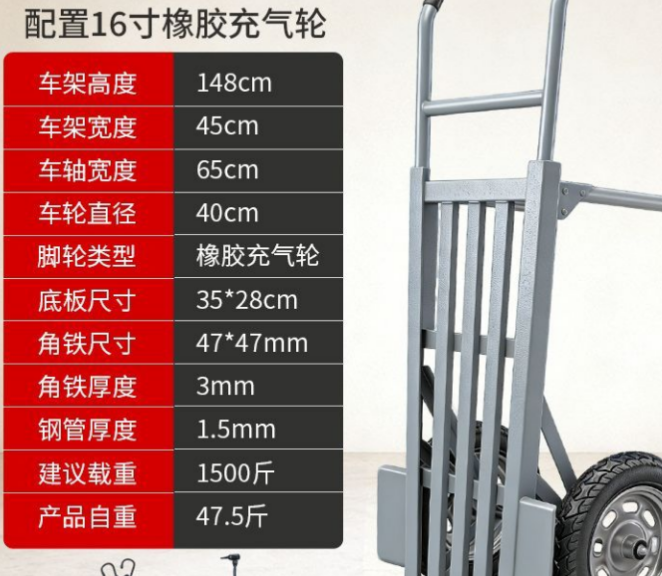 配置16寸橡胶充气轮
车架高度 148cm
车架宽度 45cm
车轴宽度 65cm
车轮直径 40cm
脚轮类型 橡胶充气轮
底板尺寸 35*28cm
角铁尺寸 47*47mm
角铁厚度 3mm
钢管厚度 1.5mm
建议载重 1500斤
产品自重 47.5斤